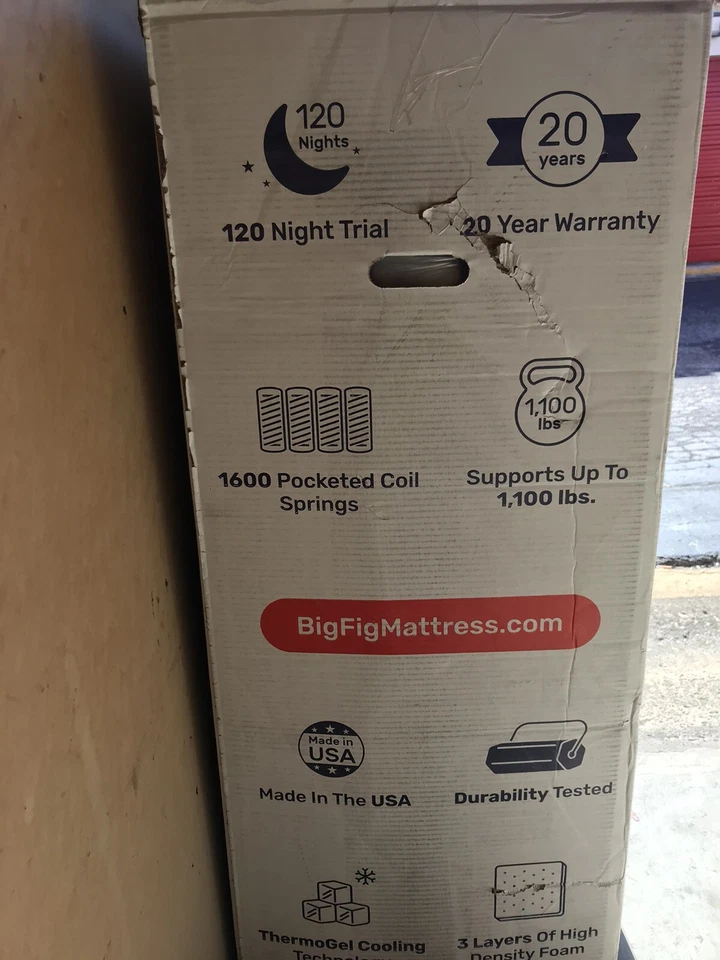 120
Nights
20
years
120 Night Trial
20 Year Warranty
1,100
lbs
1600 Pocketed Coil
Springs
Supports Up To
1,100 lbs.
BigFigMattress.com
Made in
USA
Made In The USA
Durability Tested
ThermoGel Cooling
3 Layers Of High
Density Foam